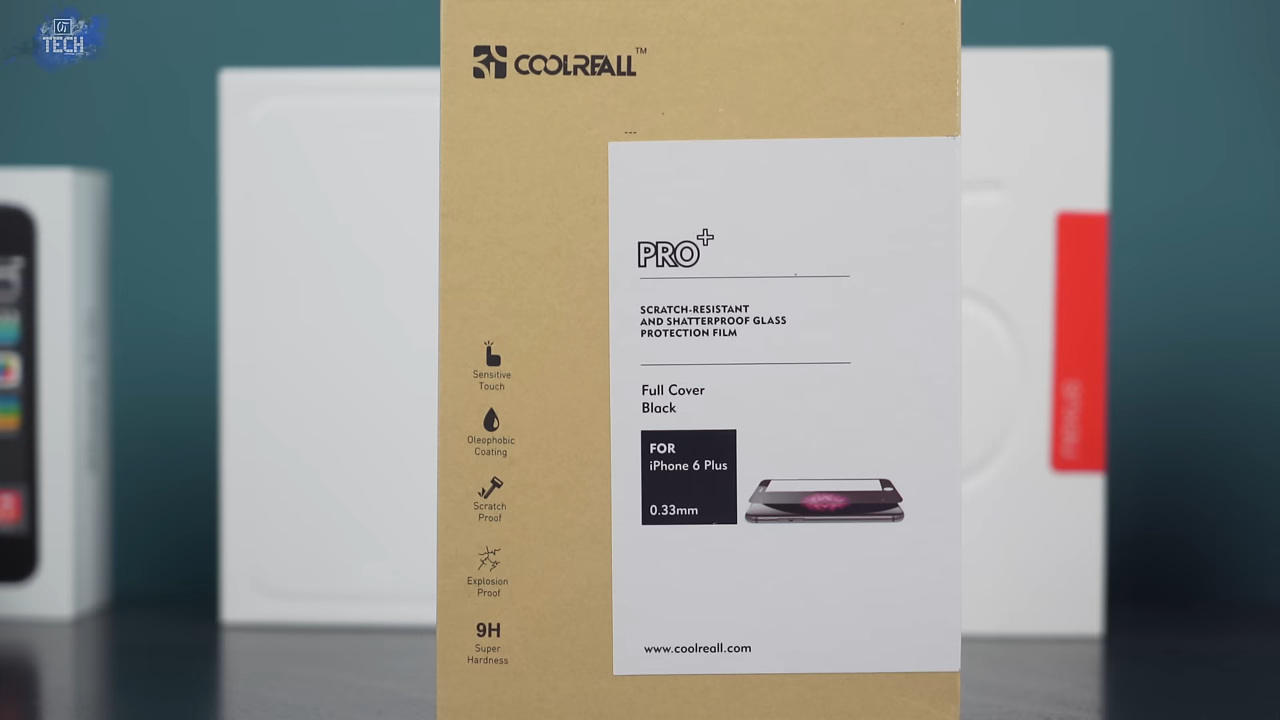 TECH
COOLREALL™
PRO+
SCRATCH-RESISTANT
AND SHATTERPROOF GLASS
PROTECTION FILM
Full Cover
Black
FOR
iPhone 6 Plus
0.33mm
www.coolreall.com
Sensitive
Touch
Oleophobic
Coating
Scratch
Proof
Explosion
Proof
9H
Super
Hardness